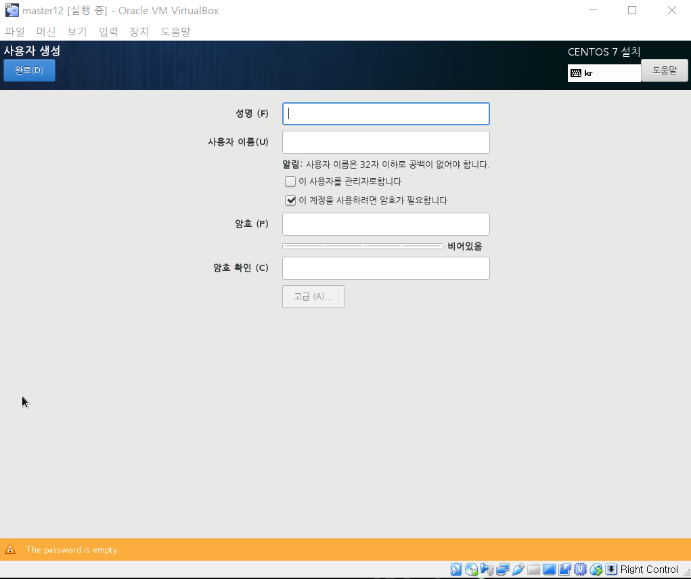 master12 [실행 중] - Oracle VM VirtualBox
파일 머신 보기 입력 장치 도움말
사용자 생성
CENTOS 7 설치
완료(D)
kr
도움말
성명 (F)
사용자 이름(U)
알림: 사용자 이름은 32자 이하로 공백이 없어야 합니다.
이 사용자를 관리자로합니다
이 계정을 사용하려면 암호가 필요합니다
암호 (P)
비어있음
암호 확인 (C)
고급 (A)...
The password is empty.
Right Control